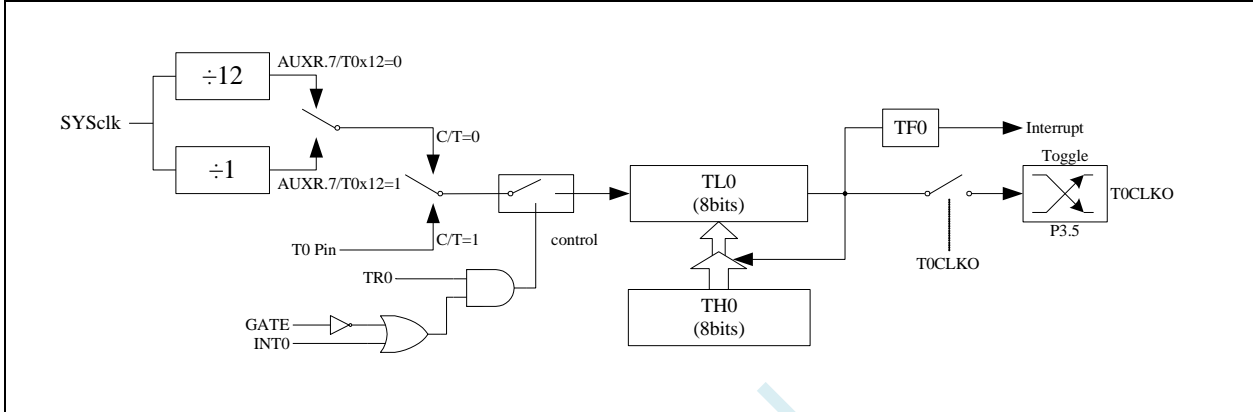 ÷12
AUXR.7/T0x12=0
SYSclk
÷1
AUXR.7/T0x12=1
C/T=0
C/T=1
T0 Pin
control
TR0
GATE
INT0
TL0
(8bits)
TH0
(8bits)
TF0
Interrupt
Toggle
T0CLKO
P3.5
T0CLKO